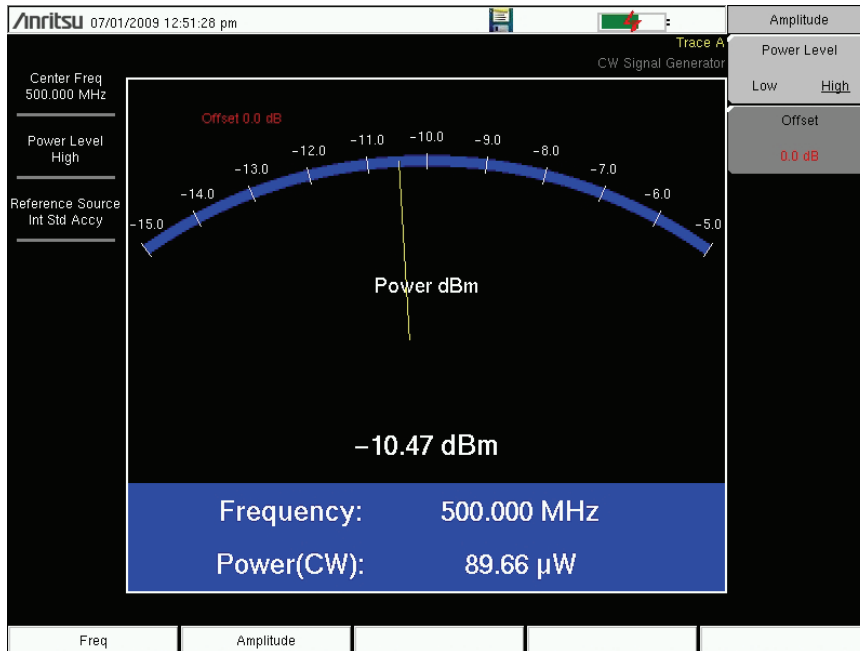 /Inritsu 07/01/2009 12:51:28 pm
Trace A
CW Signal Generator
Center Freq
500.000 MHz
Power Level
High
Reference Source
Int Std Accy
Offset 0.0 dB
-15.0
-14.0
-13.0
-12.0
-11.0
-10.0
-9.0
-8.0
-7.0
-6.0
-5.0
Power dBm
-10.47 dBm
Frequency: 500.000 MHz
Power(CW): 89.66 µW
Amplitude
Power Level
Low High
Offset
0.0 dB
Freq
Amplitude